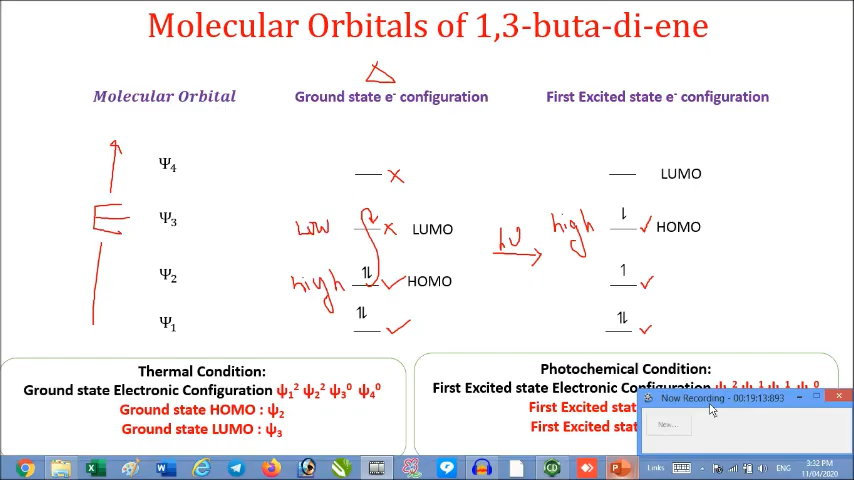 Molecular Orbitals of 1,3-buta-di-ene
Δ
Molecular Orbital
Ground state e⁻ configuration
First Excited state e⁻ configuration
Ψ₄
LUMO
Ψ₃
Low
LUMO
hν
high
HOMO
Ψ₂
high
⥮
HOMO
1
Ψ₁
⥮
⥮
Thermal Condition:
Ground state Electronic Configuration ψ₁² ψ₂² ψ₃⁰ ψ₄⁰
Ground state HOMO : ψ₂
Ground state LUMO : ψ₃
Photochemical Condition:
First Excited state Electronic Configuration
First Excited
First Excited
Now Recording - 00:19:13:893
New...
Links
ENG
3:32 PM
11/04/2020